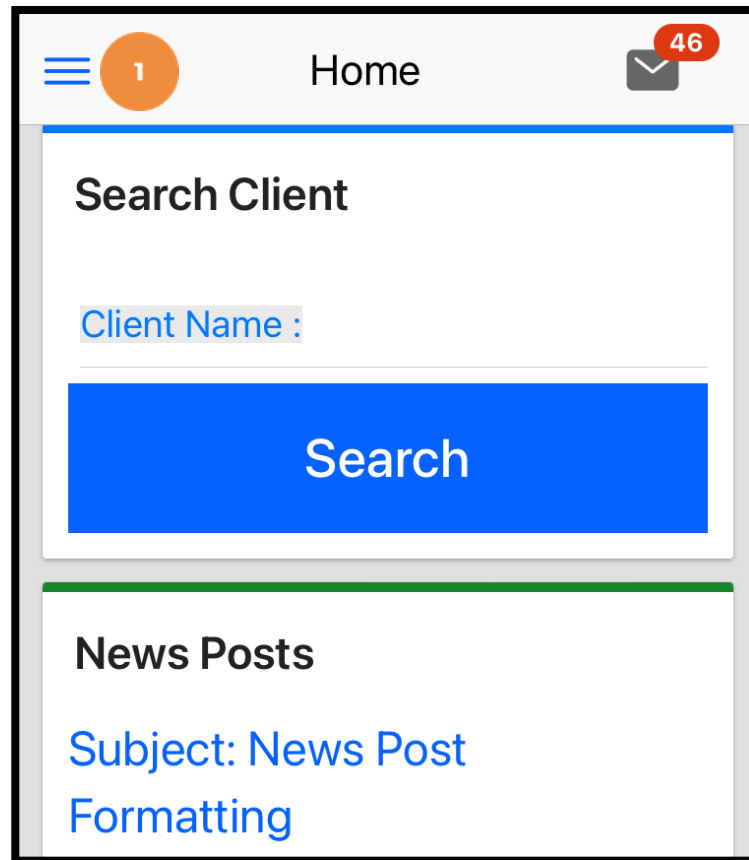 1
Home
46
Search Client
Client Name :
Search
News Posts
Subject: News Post
Formatting